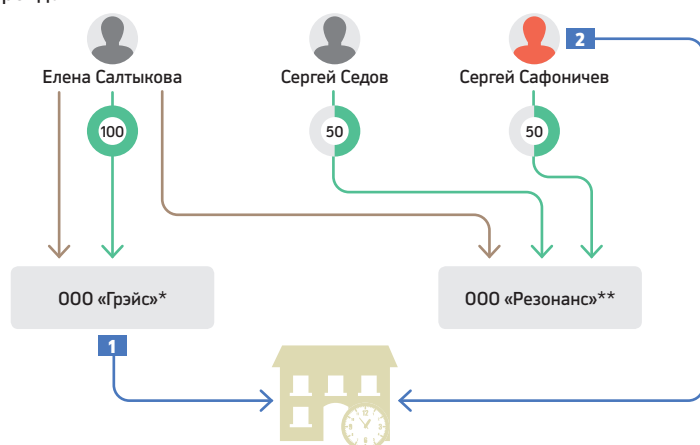 2
Елена Салтыкова
Сергей Седов
Сергей Сафоничев
100
50
50
ООО «Грэйс»*
ООО «Резонанс»**
1